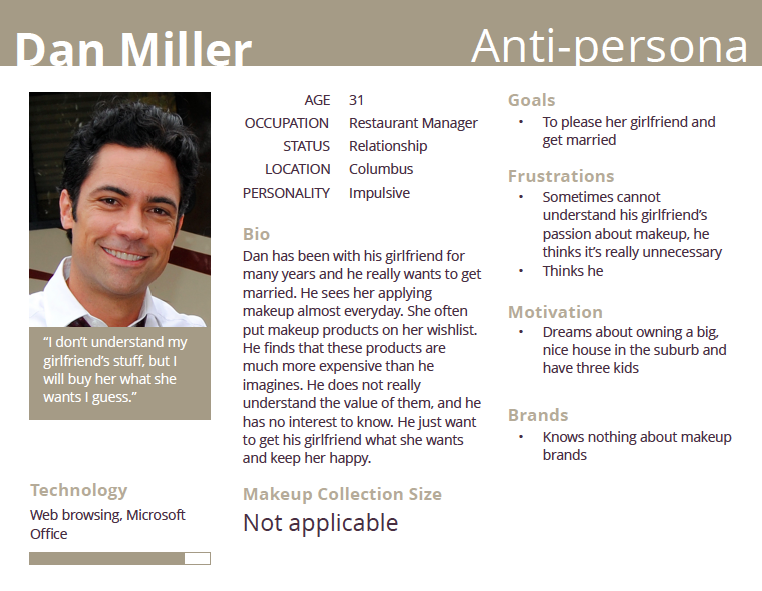 Dan Miller
Anti-persona
AGE 31
OCCUPATION Restaurant Manager
STATUS Relationship
LOCATION Columbus
PERSONALITY Impulsive
Bio
Dan has been with his girlfriend for
many years and he really wants to get
married. He sees her applying
makeup almost everyday. She often
put makeup products on her wishlist.
He finds that these products are
much more expensive than he
imagines. He does not really
understand the value of them, and he
has no interest to know. He just want
to get his girlfriend what she wants
and keep her happy.
Makeup Collection Size
Not applicable
"I don't understand my
girlfriend's stuff, but I
will buy her what she
wants I guess."
Technology
Web browsing, Microsoft
Office
Goals
• To please her girlfriend and
get married
Frustrations
• Sometimes cannot
understand his girlfriend's
passion about makeup, he
thinks it's really unnecessary
• Thinks he
Motivation
• Dreams about owning a big,
nice house in the suburb and
have three kids
Brands
• Knows nothing about makeup
brands